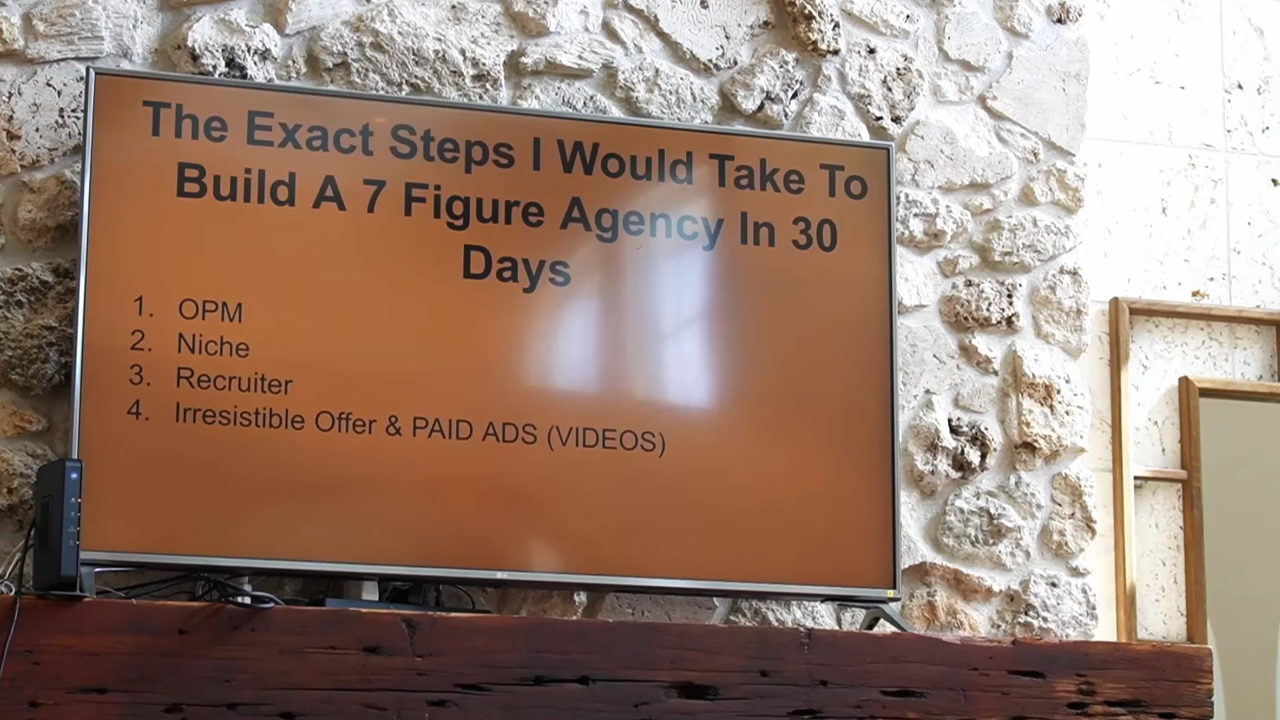 The Exact Steps I Would Take To
Build A 7 Figure Agency In 30
Days
1. OPM
2. Niche
3. Recruiter
4. Irresistible Offer & PAID ADS (VIDEOS)